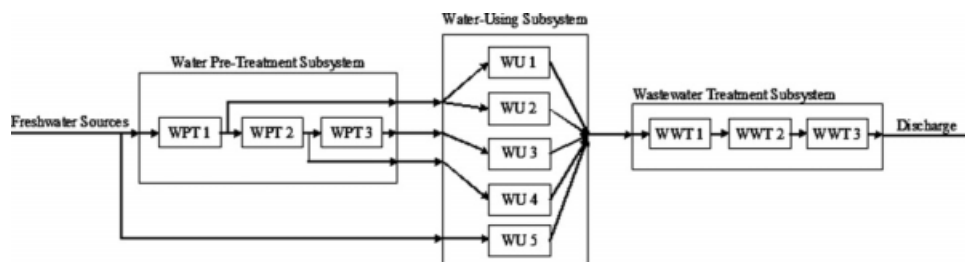 Water-Using Subsystem
Water Pre-Treatment Subsystem
WU 1
WU 2
Wastewater Treatment Subsystem
Freshwater Sources
WPT 1
WPT 2
WPT 3
WU 3
WWT 1
WWT 2
WWT 3
Discharge
WU 4
WU 5